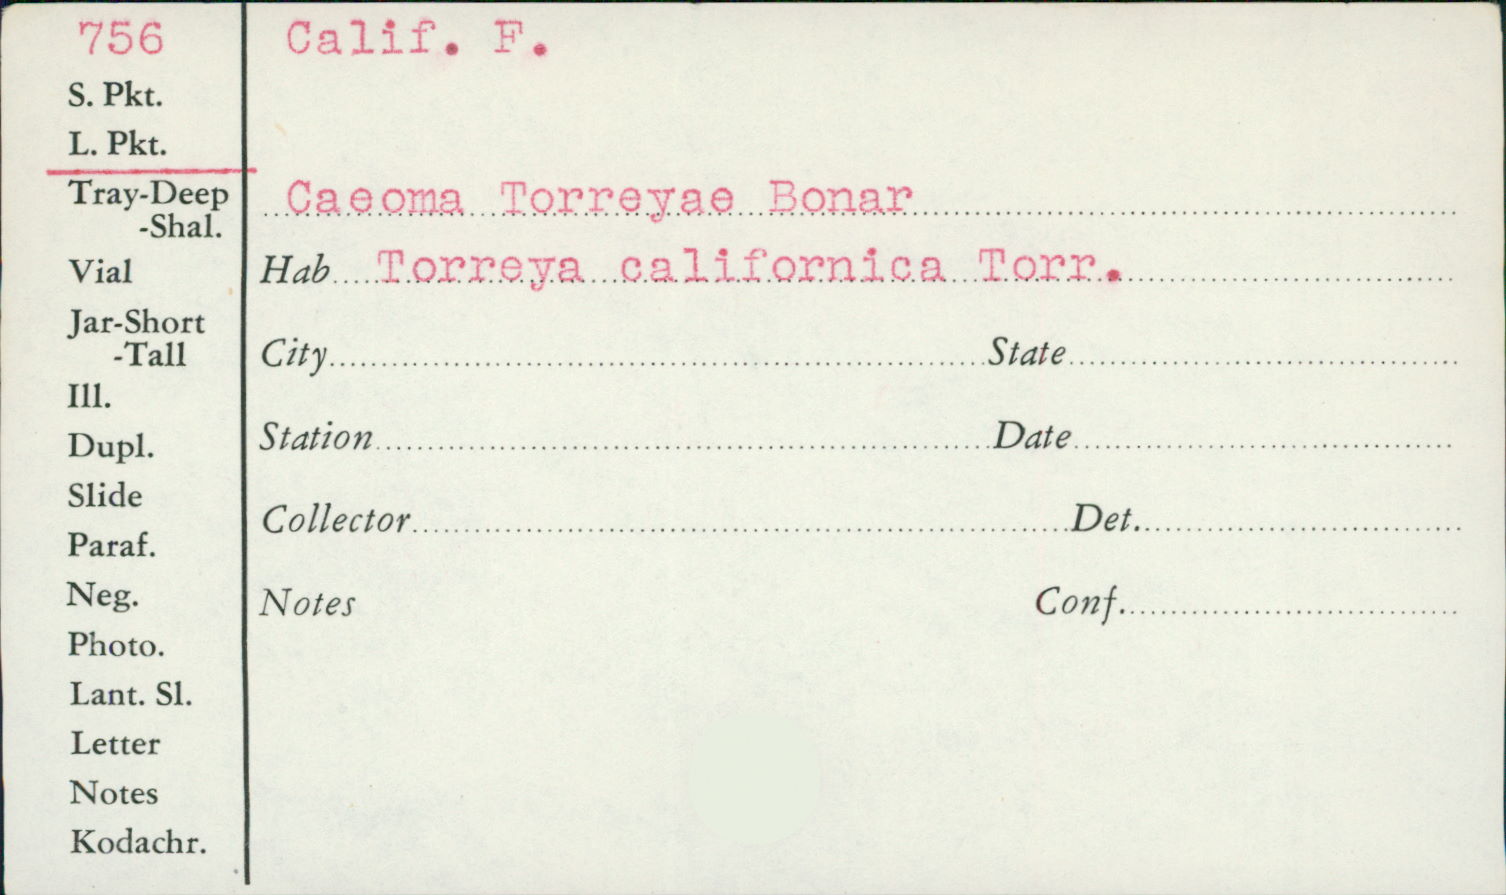 756
Calif. F.
S. Pkt.
L. Pkt.
Tray-Deep
-Shal.
Caeoma Torreyae Bonar
Vial
Hab Torreya californica Torr.
Jar-Short
-Tall
City State
Ill.
Dupl.
Station Date
Slide
Collector Det.
Paraf.
Neg.
Notes Conf.
Photo.
Lant. Sl.
Letter
Notes
Kodachr.